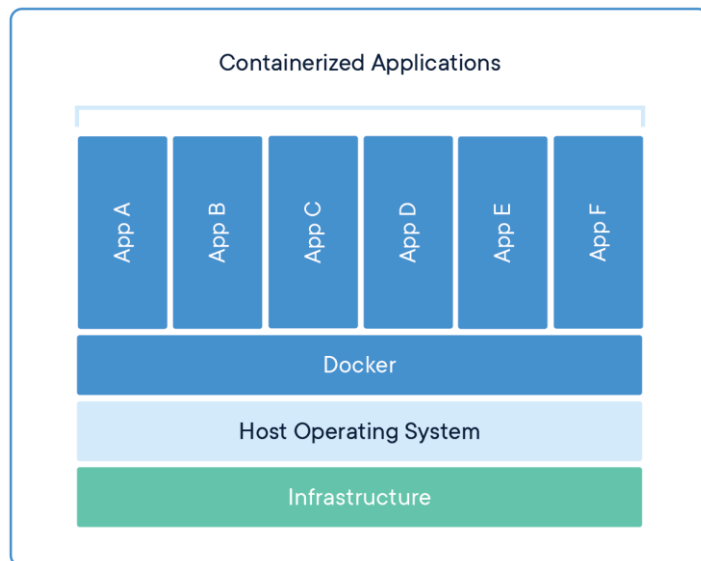 Containerized Applications
App A
App B
App C
App D
App E
App F
Docker
Host Operating System
Infrastructure